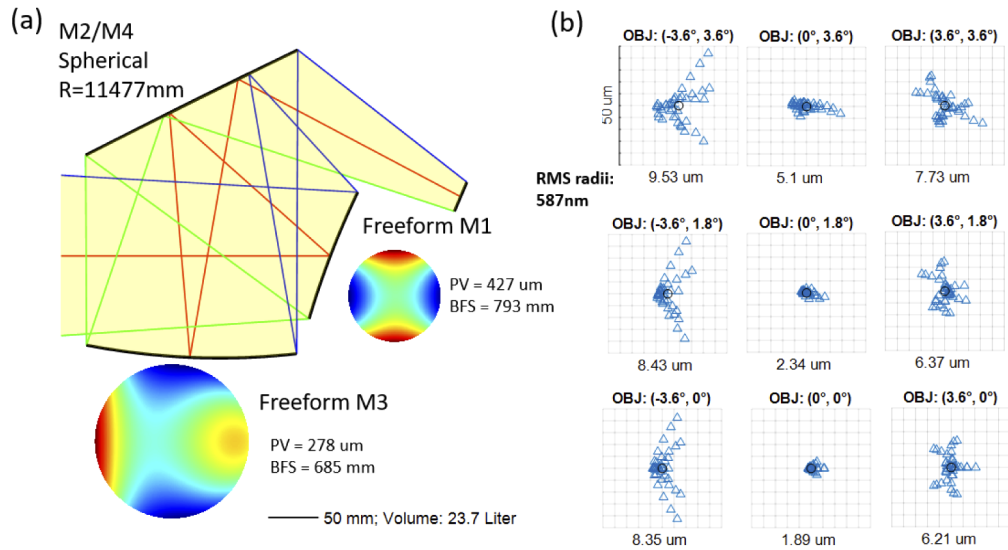 (a)
M2/M4
Spherical
R=11477mm
Freeform M1
PV = 427 um
BFS = 793 mm
Freeform M3
PV = 278 um
BFS = 685 mm
50 mm; Volume: 23.7 Liter
(b)
OBJ: (-3.6°, 3.6°)
OBJ: (0°, 3.6°)
OBJ: (3.6°, 3.6°)
50 um
9.53 um
5.1 um
7.73 um
RMS radii:
587nm
OBJ: (-3.6°, 1.8°)
OBJ: (0°, 1.8°)
OBJ: (3.6°, 1.8°)
8.43 um
2.34 um
6.37 um
OBJ: (-3.6°, 0°)
OBJ: (0°, 0°)
OBJ: (3.6°, 0°)
8.35 um
1.89 um
6.21 um